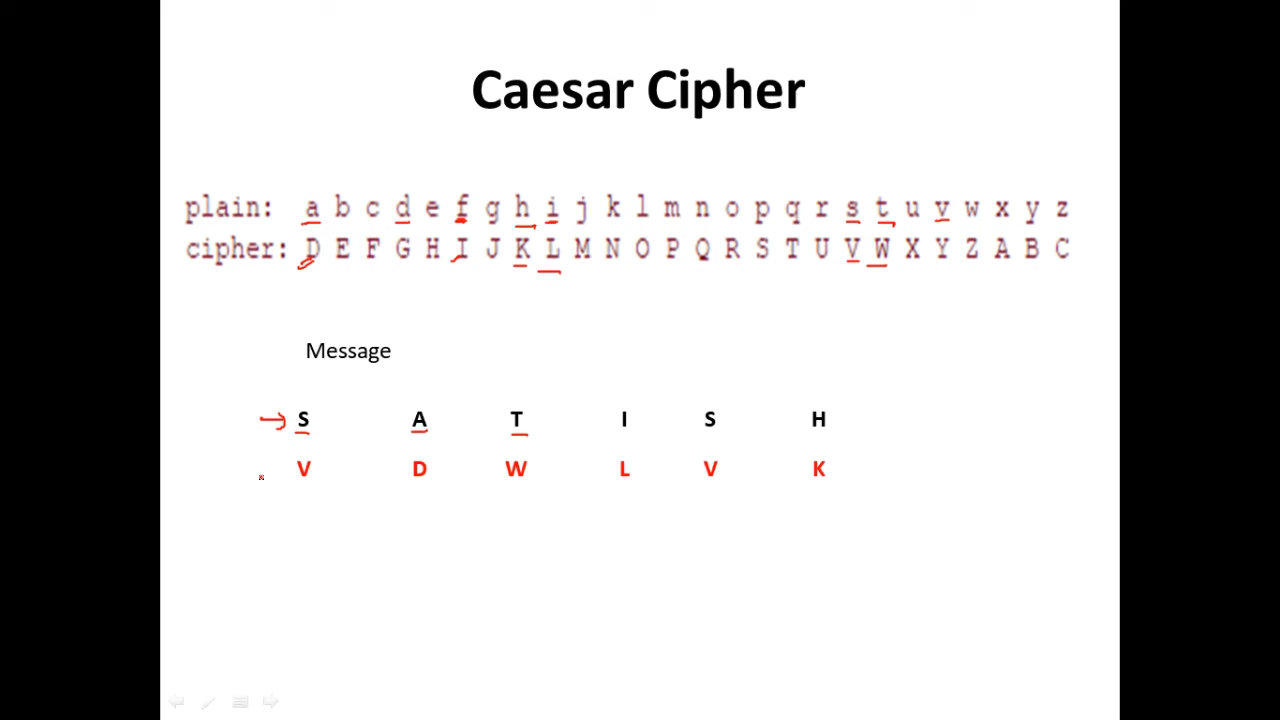 Caesar Cipher
plain: a b c d e f g h i j k l m n o p q r s t u v w x y z
cipher: D E F G H I J K L M N O P Q R S T U V W X Y Z A B C
Message
S A T I S H
V D W L V K